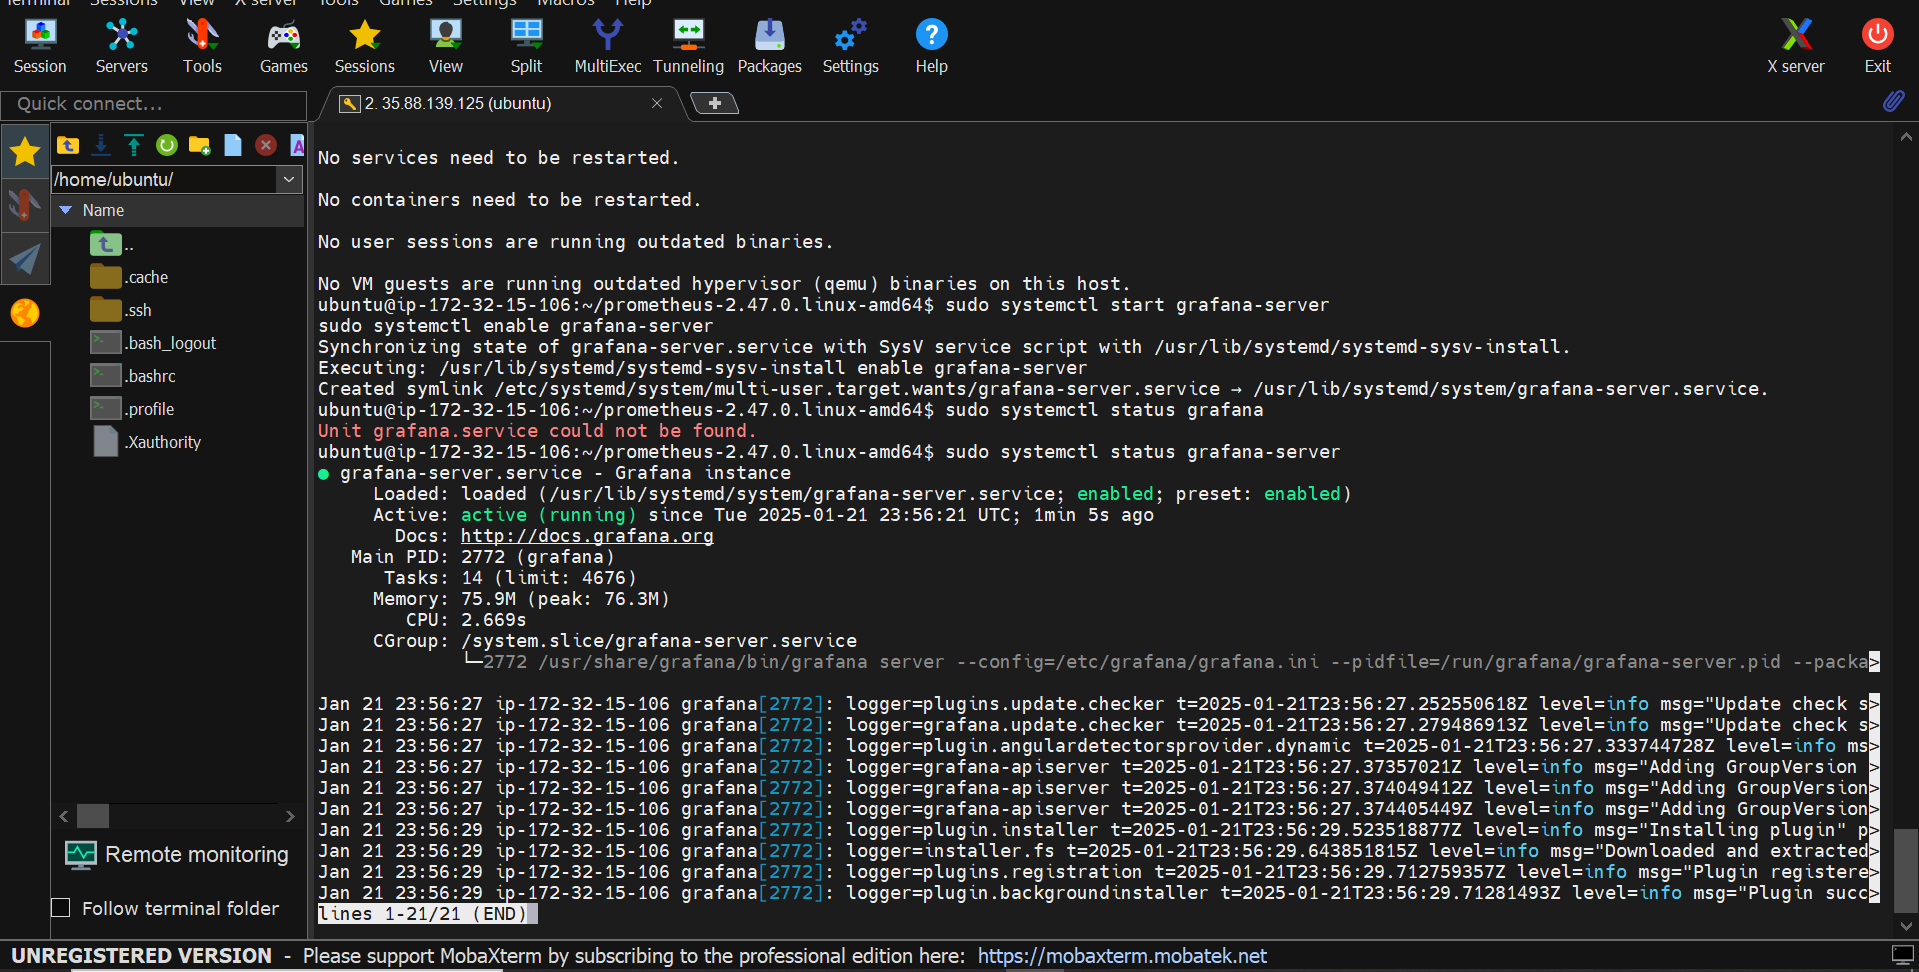 Terminal Sessions View X server Tools Games Settings Macros Help
Session Servers Tools Games Sessions View Split MultiExec Tunneling Packages Settings Help X server Exit
Quick connect...
2. 35.88.139.125 (ubuntu)
/home/ubuntu/
Name
..
.cache
.ssh
.bash_logout
.bashrc
.profile
.Xauthority
Remote monitoring
Follow terminal folder
No services need to be restarted.
No containers need to be restarted.
No user sessions are running outdated binaries.
No VM guests are running outdated hypervisor (qemu) binaries on this host.
ubuntu@ip-172-32-15-106:~/prometheus-2.47.0.linux-amd64$ sudo systemctl start grafana-server
sudo systemctl enable grafana-server
Synchronizing state of grafana-server.service with SysV service script with /usr/lib/systemd/systemd-sysv-install.
Executing: /usr/lib/systemd/systemd-sysv-install enable grafana-server
Created symlink /etc/systemd/system/multi-user.target.wants/grafana-server.service → /usr/lib/systemd/system/grafana-server.service.
ubuntu@ip-172-32-15-106:~/prometheus-2.47.0.linux-amd64$ sudo systemctl status grafana
Unit grafana.service could not be found.
ubuntu@ip-172-32-15-106:~/prometheus-2.47.0.linux-amd64$ sudo systemctl status grafana-server
● grafana-server.service - Grafana instance
Loaded: loaded (/usr/lib/systemd/system/grafana-server.service; enabled; preset: enabled)
Active: active (running) since Tue 2025-01-21 23:56:21 UTC; 1min 5s ago
Docs: http://docs.grafana.org
Main PID: 2772 (grafana)
Tasks: 14 (limit: 4676)
Memory: 75.9M (peak: 76.3M)
CPU: 2.669s
CGroup: /system.slice/grafana-server.service
└─2772 /usr/share/grafana/bin/grafana server --config=/etc/grafana/grafana.ini --pidfile=/run/grafana/grafana-server.pid --packa>
Jan 21 23:56:27 ip-172-32-15-106 grafana[2772]: logger=plugins.update.checker t=2025-01-21T23:56:27.252550618Z level=info msg="Update check s>
Jan 21 23:56:27 ip-172-32-15-106 grafana[2772]: logger=grafana.update.checker t=2025-01-21T23:56:27.279486913Z level=info msg="Update check s>
Jan 21 23:56:27 ip-172-32-15-106 grafana[2772]: logger=plugin.angulardetectorsprovider.dynamic t=2025-01-21T23:56:27.333744728Z level=info ms>
Jan 21 23:56:27 ip-172-32-15-106 grafana[2772]: logger=grafana-apiserver t=2025-01-21T23:56:27.37357021Z level=info msg="Adding GroupVersion >
Jan 21 23:56:27 ip-172-32-15-106 grafana[2772]: logger=grafana-apiserver t=2025-01-21T23:56:27.374049412Z level=info msg="Adding GroupVersion>
Jan 21 23:56:27 ip-172-32-15-106 grafana[2772]: logger=grafana-apiserver t=2025-01-21T23:56:27.374405449Z level=info msg="Adding GroupVersion>
Jan 21 23:56:29 ip-172-32-15-106 grafana[2772]: logger=plugin.installer t=2025-01-21T23:56:29.523518877Z level=info msg="Installing plugin" p>
Jan 21 23:56:29 ip-172-32-15-106 grafana[2772]: logger=installer.fs t=2025-01-21T23:56:29.643851815Z level=info msg="Downloaded and extracted>
Jan 21 23:56:29 ip-172-32-15-106 grafana[2772]: logger=plugins.registration t=2025-01-21T23:56:29.712759357Z level=info msg="Plugin registere>
Jan 21 23:56:29 ip-172-32-15-106 grafana[2772]: logger=plugin.backgroundinstaller t=2025-01-21T23:56:29.71281493Z level=info msg="Plugin succ>
lines 1-21/21 (END)
UNREGISTERED VERSION - Please support MobaXterm by subscribing to the professional edition here: https://mobaxterm.mobatek.net